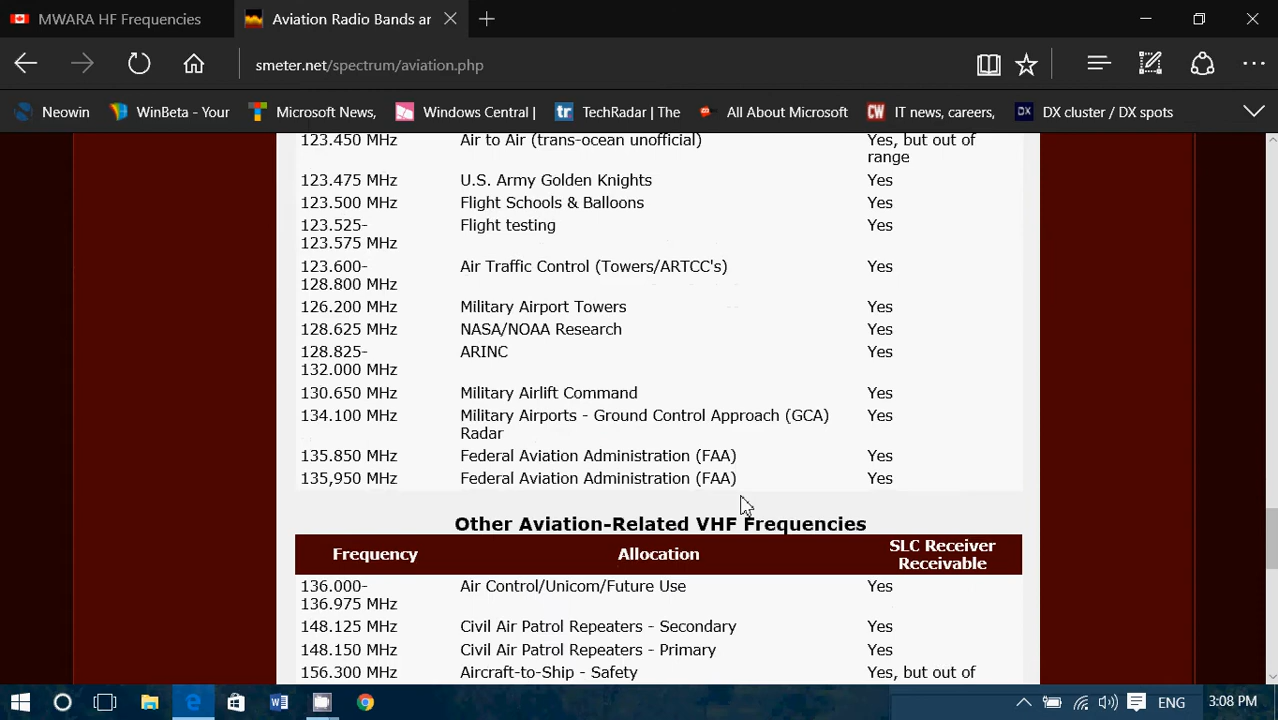 MWARA HF Frequencies
Aviation Radio Bands ar
smeter.net/spectrum/aviation.php
Neowin
WinBeta - Your
Microsoft News,
Windows Central |
tr TechRadar | The
All About Microsoft
CW IT news, careers,
DX DX cluster / DX spots
123.450 MHz Air to Air (trans-ocean unofficial) Yes, but out of
range
123.475 MHz U.S. Army Golden Knights Yes
123.500 MHz Flight Schools & Balloons Yes
123.525- Flight testing Yes
123.575 MHz
123.600- Air Traffic Control (Towers/ARTCC's) Yes
128.800 MHz
126.200 MHz Military Airport Towers Yes
128.625 MHz NASA/NOAA Research Yes
128.825- ARINC Yes
132.000 MHz
130.650 MHz Military Airlift Command Yes
134.100 MHz Military Airports - Ground Control Approach (GCA) Yes
Radar
135.850 MHz Federal Aviation Administration (FAA) Yes
135,950 MHz Federal Aviation Administration (FAA) Yes
Other Aviation-Related VHF Frequencies
Frequency Allocation SLC Receiver
Receivable
136.000- Air Control/Unicom/Future Use Yes
136.975 MHz
148.125 MHz Civil Air Patrol Repeaters - Secondary Yes
148.150 MHz Civil Air Patrol Repeaters - Primary Yes
156.300 MHz Aircraft-to-Ship - Safety Yes, but out of
ENG 3:08 PM